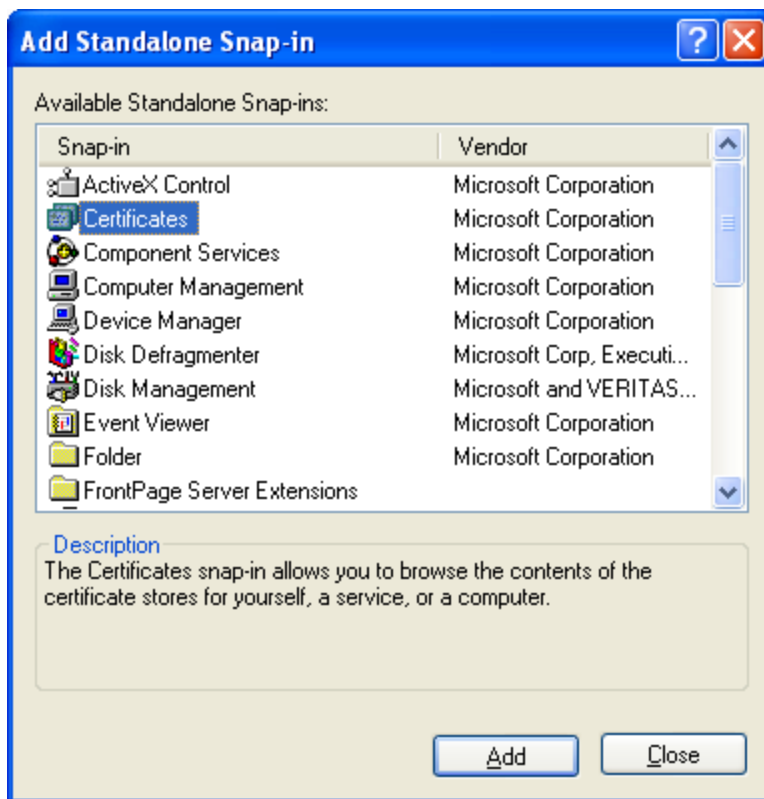 Add Standalone Snap-in
Available Standalone Snap-ins:
Snap-in Vendor
ActiveX Control Microsoft Corporation
Certificates Microsoft Corporation
Component Services Microsoft Corporation
Computer Management Microsoft Corporation
Device Manager Microsoft Corporation
Disk Defragmenter Microsoft Corp, Executi...
Disk Management Microsoft and VERITAS...
Event Viewer Microsoft Corporation
Folder Microsoft Corporation
FrontPage Server Extensions
Description
The Certificates snap-in allows you to browse the contents of the
certificate stores for yourself, a service, or a computer.
Add Close